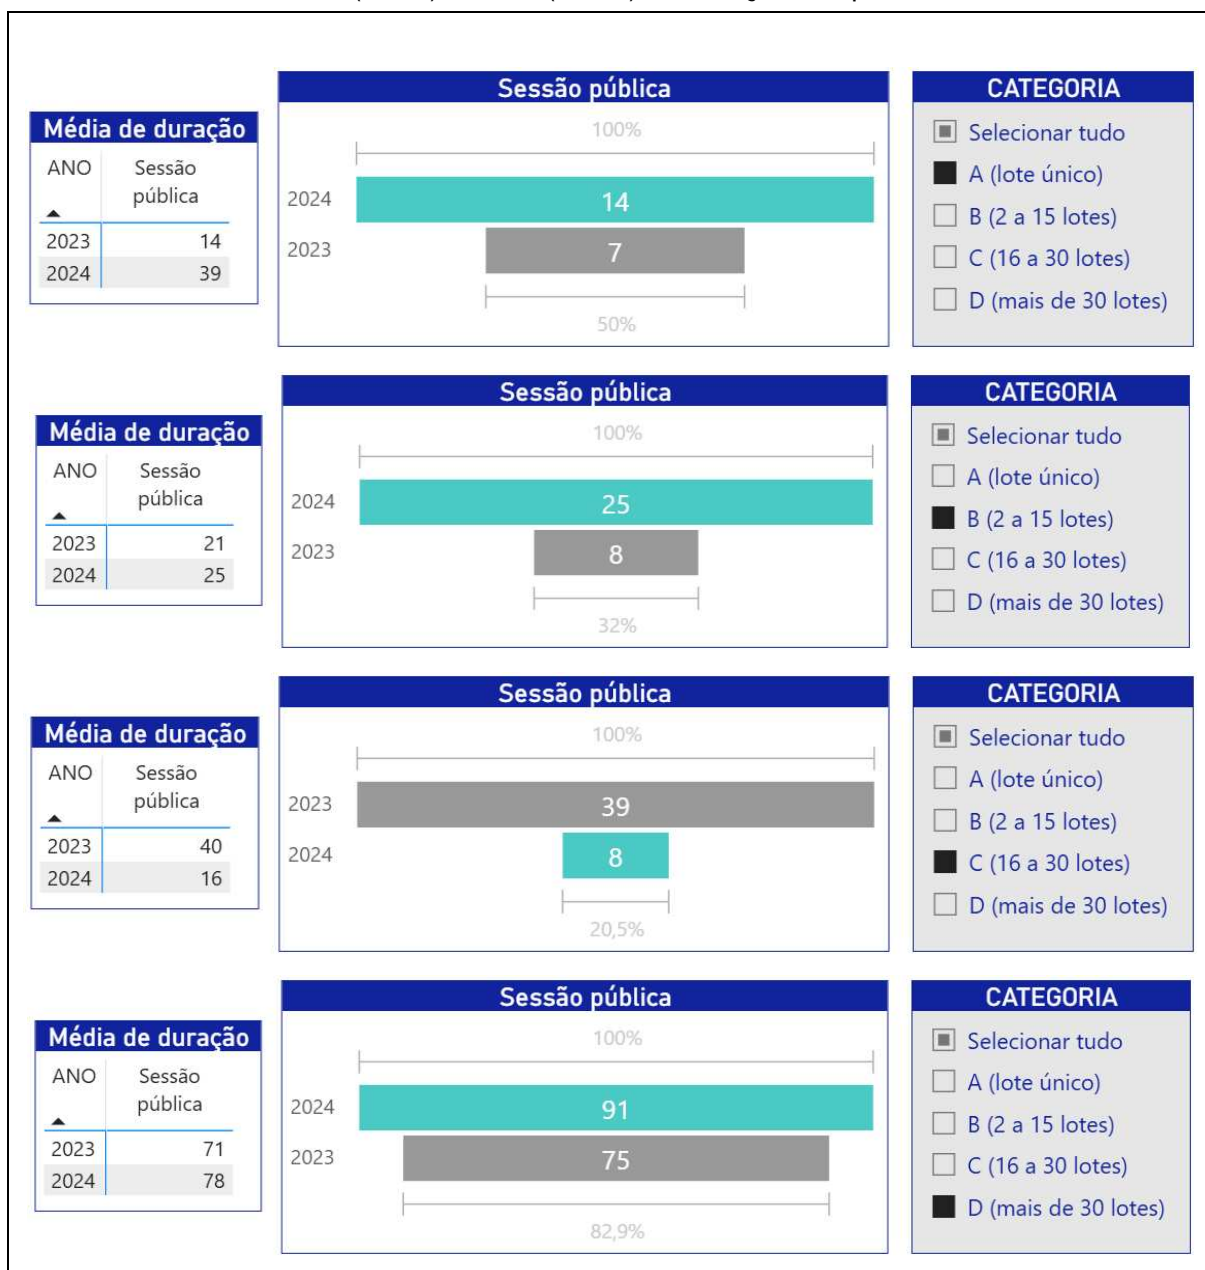 Sessão pública
CATEGORIA
Média de duração
100%
Selecionar tudo
ANO
Sessão
pública
A (lote único)
2024
14
B (2 a 15 lotes)
2023
14
2023
7
C (16 a 30 lotes)
2024
39
D (mais de 30 lotes)
50%
Sessão pública
CATEGORIA
Média de duração
100%
Selecionar tudo
ANO
Sessão
pública
A (lote único)
2024
25
B (2 a 15 lotes)
2023
21
2023
8
C (16 a 30 lotes)
2024
25
D (mais de 30 lotes)
32%
Sessão pública
CATEGORIA
Média de duração
100%
Selecionar tudo
ANO
Sessão
pública
A (lote único)
2023
39
B (2 a 15 lotes)
2023
40
2024
8
C (16 a 30 lotes)
2024
16
D (mais de 30 lotes)
20,5%
Sessão pública
CATEGORIA
Média de duração
100%
Selecionar tudo
ANO
Sessão
pública
A (lote único)
2024
91
B (2 a 15 lotes)
2023
71
2023
75
C (16 a 30 lotes)
2024
78
D (mais de 30 lotes)
82,9%